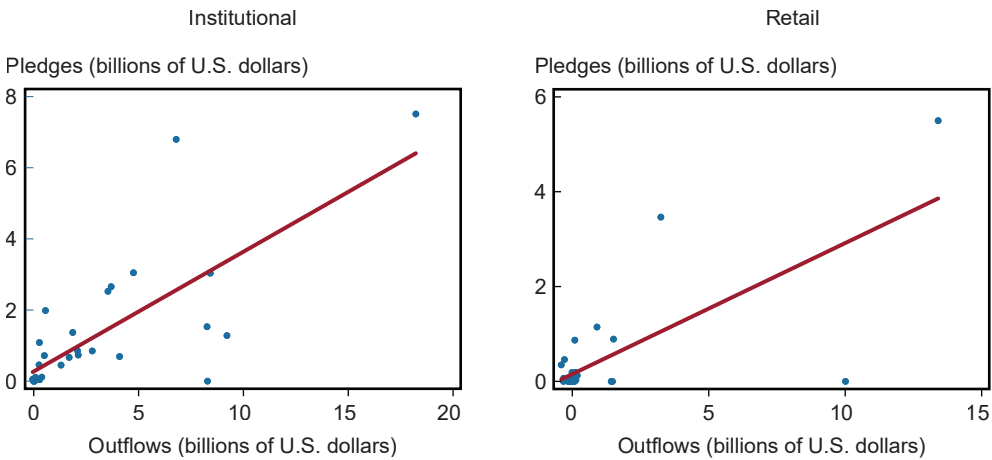 Institutional
Pledges (billions of U.S. dollars)
8
6
4
2
0
0 5 10 15 20
Outflows (billions of U.S. dollars)
Retail
Pledges (billions of U.S. dollars)
6
4
2
0
0 5 10 15
Outflows (billions of U.S. dollars)